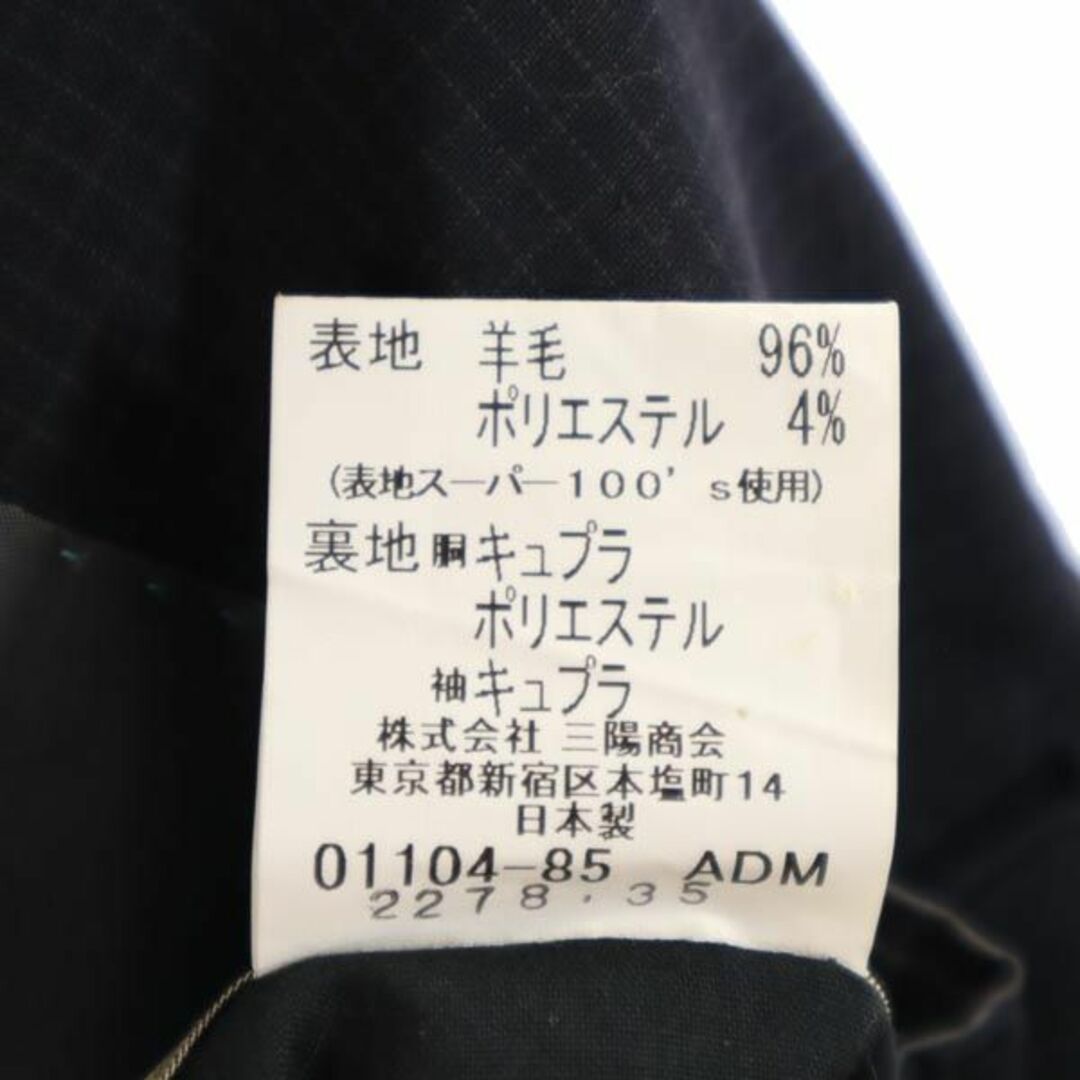 表地 羊毛 96%
ポリエステル 4%
(表地スーパー100's使用)
裏地 胴 キュプラ
ポリエステル
袖 キュプラ
株式会社 三陽商会
東京都新宿区本塩町14
日本製
01104-85 ADM
2278.35